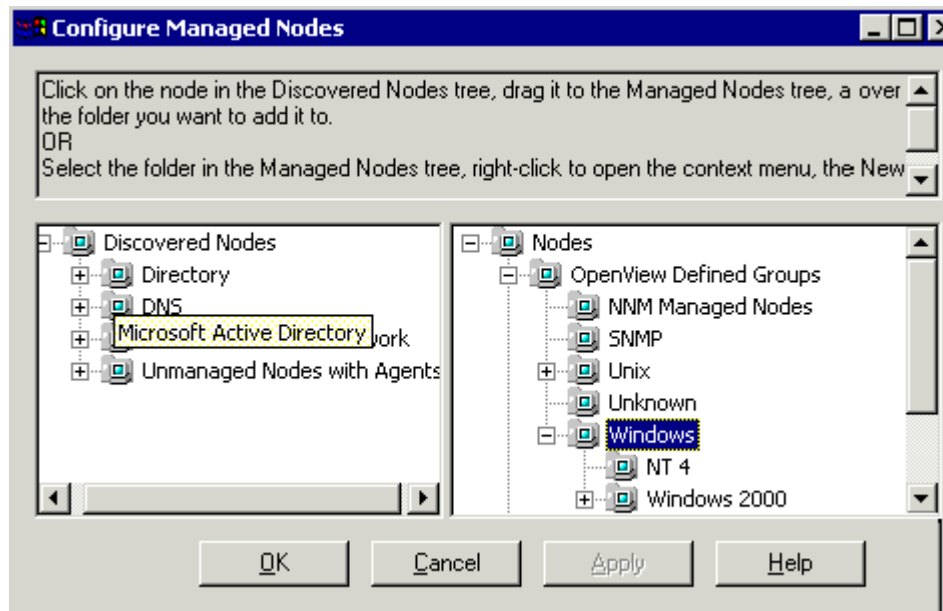 Configure Managed Nodes
Click on the node in the Discovered Nodes tree, drag it to the Managed Nodes tree, a over
the folder you want to add it to.
OR
Select the folder in the Managed Nodes tree, right-click to open the context menu, the New
Discovered Nodes
Directory
DNS
Microsoft Active Directory
ork
Unmanaged Nodes with Agents
Nodes
OpenView Defined Groups
NNM Managed Nodes
SNMP
Unix
Unknown
Windows
NT 4
Windows 2000
OK
Cancel
Apply
Help